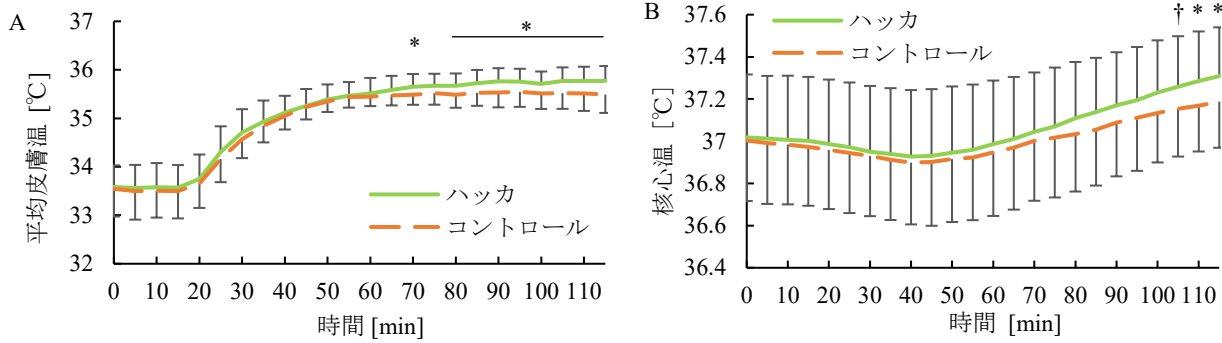 A
37
36
35
34
33
32
平均皮膚温 [℃]
*
*
ハッカ
コントロール
0 10 20 30 40 50 60 70 80 90 100 110
時間 [min]
B
37.6
37.4
37.2
37
36.8
36.6
36.4
核心温 [℃]
ハッカ
コントロール
† * *
0 10 20 30 40 50 60 70 80 90 100 110
時間 [min]